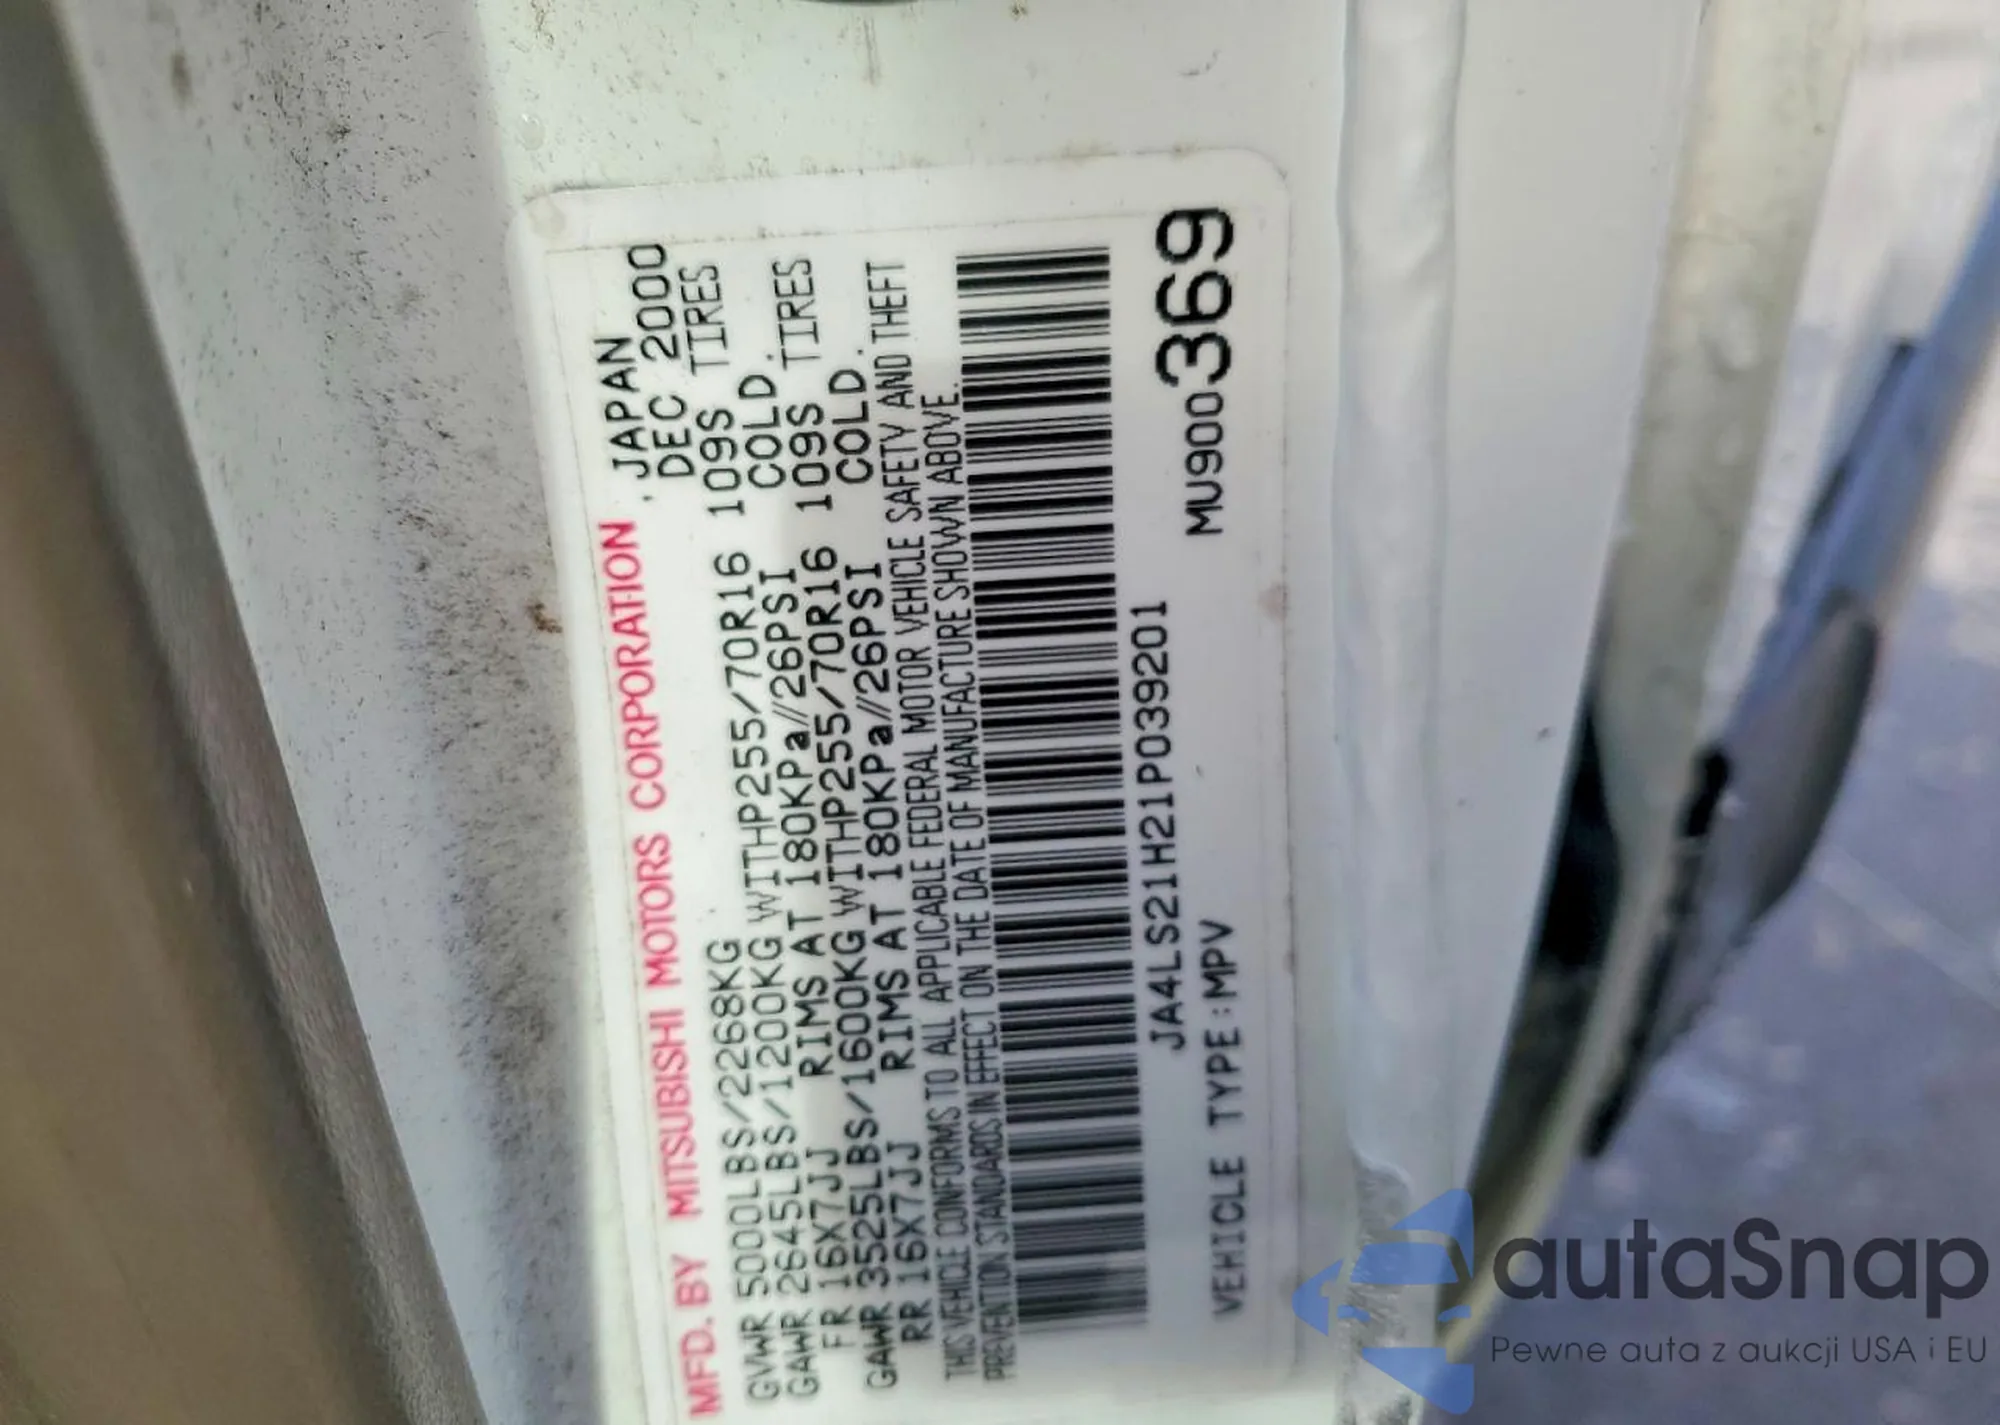 MFD. BY MITSUBISHI MOTORS CORPORATION , JAPAN
GVWR 5000LBS/2268KG DEC 2000
GAWR 2645LBS/1200KG WITHP255/70R16 109S TIRES
FR 16X7JJ RIMS AT 180KPa//26PSI COLD.
GAWR 3525LBS/1600KG WITHP255/70R16 109S TIRES
RR 16X7JJ RIMS AT 180KPa//26PSI COLD.
THIS VEHICLE CONFORMS TO ALL APPLICABLE FEDERAL MOTOR VEHICLE SAFETY AND THEFT
PREVENTION STANDARDS IN EFFECT ON THE DATE OF MANUFACTURE SHOWN ABOVE.
JA4LS21H21P039201
VEHICLE TYPE:MPV MU900369
autaSnap
Pewne auta z aukcji USA i EU